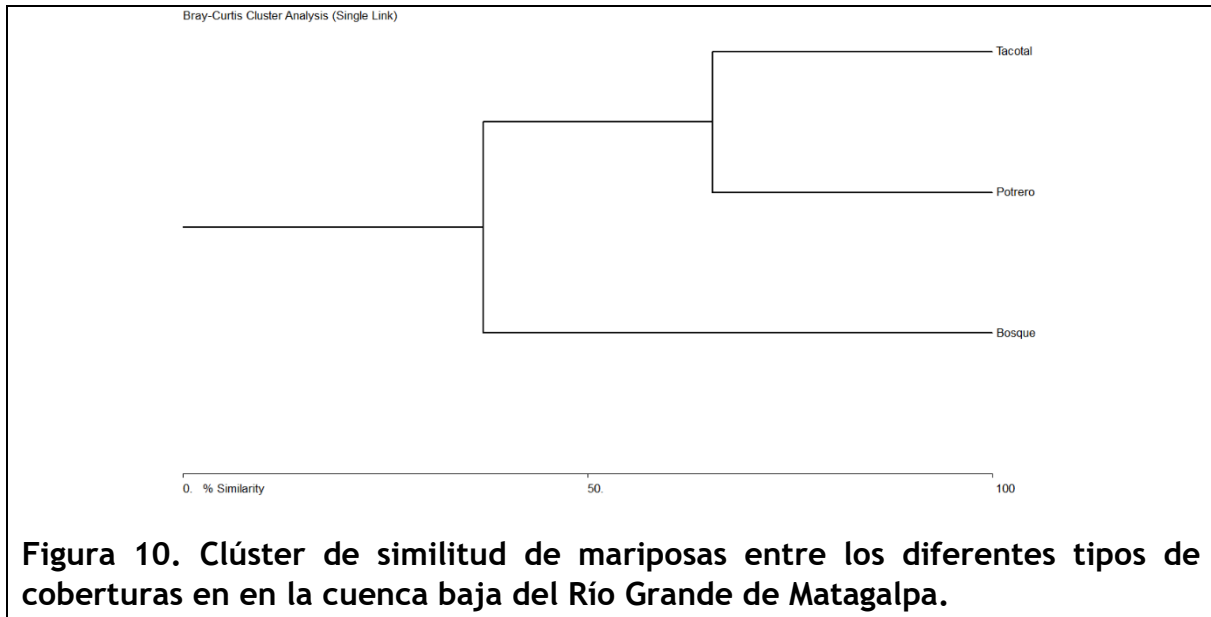 Bray-Curtis Cluster Analysis (Single Link)
Tacotal
Potrero
Bosque
0. % Similarity 50. 100
Figura 10. Clúster de similitud de mariposas entre los diferentes tipos de
coberturas en en la cuenca baja del Río Grande de Matagalpa.